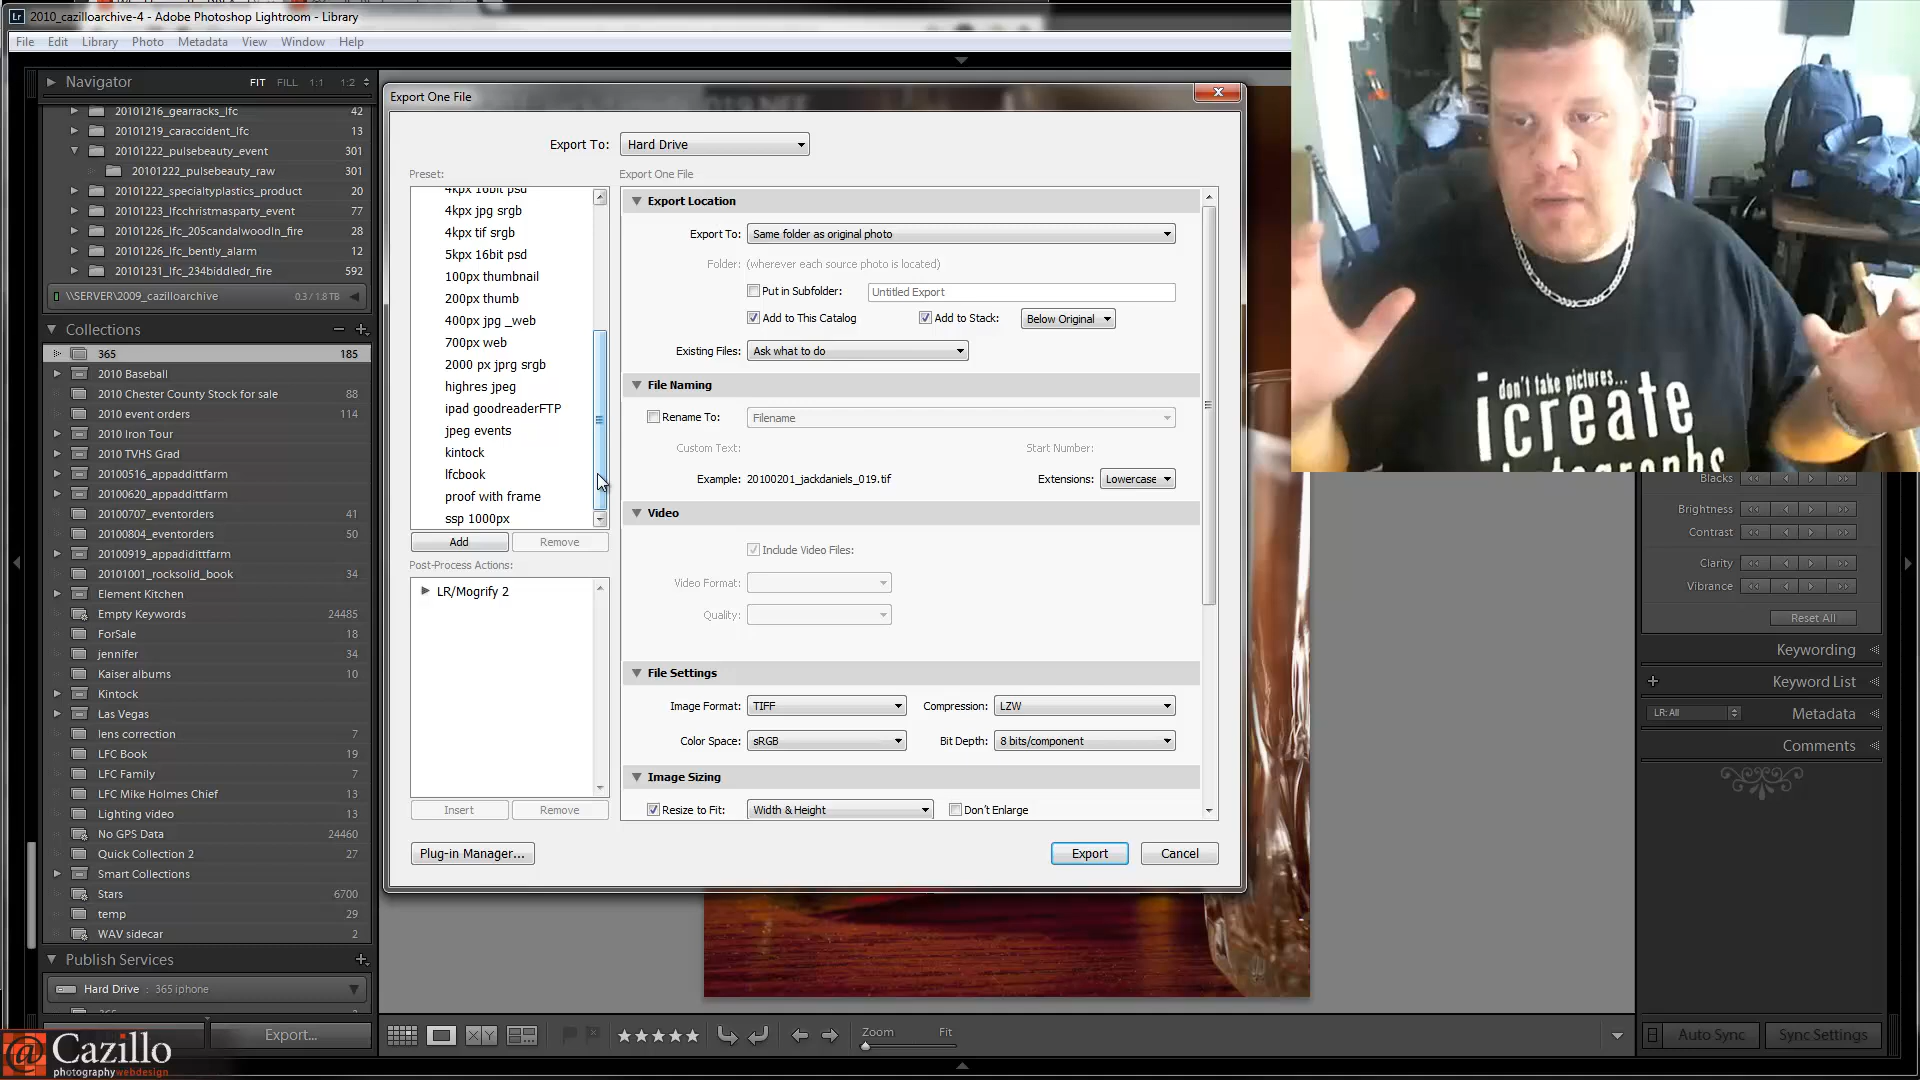 2010_cazilloarchive-4 - Adobe Photoshop Lightroom - Library
File Edit Library Photo Metadata View Window Help
Navigator FIT FILL 1:1 1:2
20101216_gearracks_lfc 42
20101219_caraccident_lfc 13
20101222_pulsebeauty_event 301
20101222_pulsebeauty_raw 301
20101222_specialtyplastics_product 20
20101223_lfcchristmasparty_event 77
20101226_lfc_205candalwoodln_fire 28
20101226_lfc_bently_alarm 12
20101231_lfc_234biddledr_fire 592
\\SERVER\2009_cazilloarchive 0.3 / 1.8 TB
Collections
365 185
2010 Baseball
2010 Chester County Stock for sale 88
2010 event orders 114
2010 Iron Tour
2010 TVHS Grad
20100516_appadittfarm
20100620_appadittfarm
20100707_eventorders 41
20100804_eventorders 50
20100919_appadidittfarm
20101001_rocksolid_book 34
Element Kitchen
Empty Keywords 24485
ForSale 18
jennifer 34
Kaiser albums 10
Kintock
Las Vegas
lens correction 7
LFC Book 19
LFC Family 7
LFC Mike Holmes Chief 13
Lighting video 13
No GPS Data 24460
Quick Collection 2 27
Smart Collections
Stars 6700
temp 29
WAV sidecar 2
Publish Services
Hard Drive : 365 iphone
Export...
@Cazillo
photographywebdesign
Export One File
Export To: Hard Drive
Preset:
4kpx 16bit psd
4kpx jpg srgb
4kpx tif srgb
5kpx 16bit psd
100px thumbnail
200px thumb
400px jpg _web
700px web
2000 px jprg srgb
highres jpeg
ipad goodreaderFTP
jpeg events
kintock
lfcbook
proof with frame
ssp 1000px
Add Remove
Post-Process Actions:
LR/Mogrify 2
Insert Remove
Plug-in Manager...
Export One File
Export Location
Export To: Same folder as original photo
Folder: (wherever each source photo is located)
Put in Subfolder: Untitled Export
Add to This Catalog Add to Stack: Below Original
Existing Files: Ask what to do
File Naming
Rename To: Filename
Custom Text: Start Number:
Example: 20100201_jackdaniels_019.tif Extensions: Lowercase
Video
Include Video Files:
Video Format:
Quality:
File Settings
Image Format: TIFF Compression: LZW
Color Space: sRGB Bit Depth: 8 bits/component
Image Sizing
Resize to Fit: Width & Height Don't Enlarge
Export Cancel
Zoom Fit
i don't take pictures...
i create
photographs
Blacks
Brightness
Contrast
Clarity
Vibrance
Reset All
Keywording
Keyword List
LR: All Metadata
Comments
Auto Sync Sync Settings